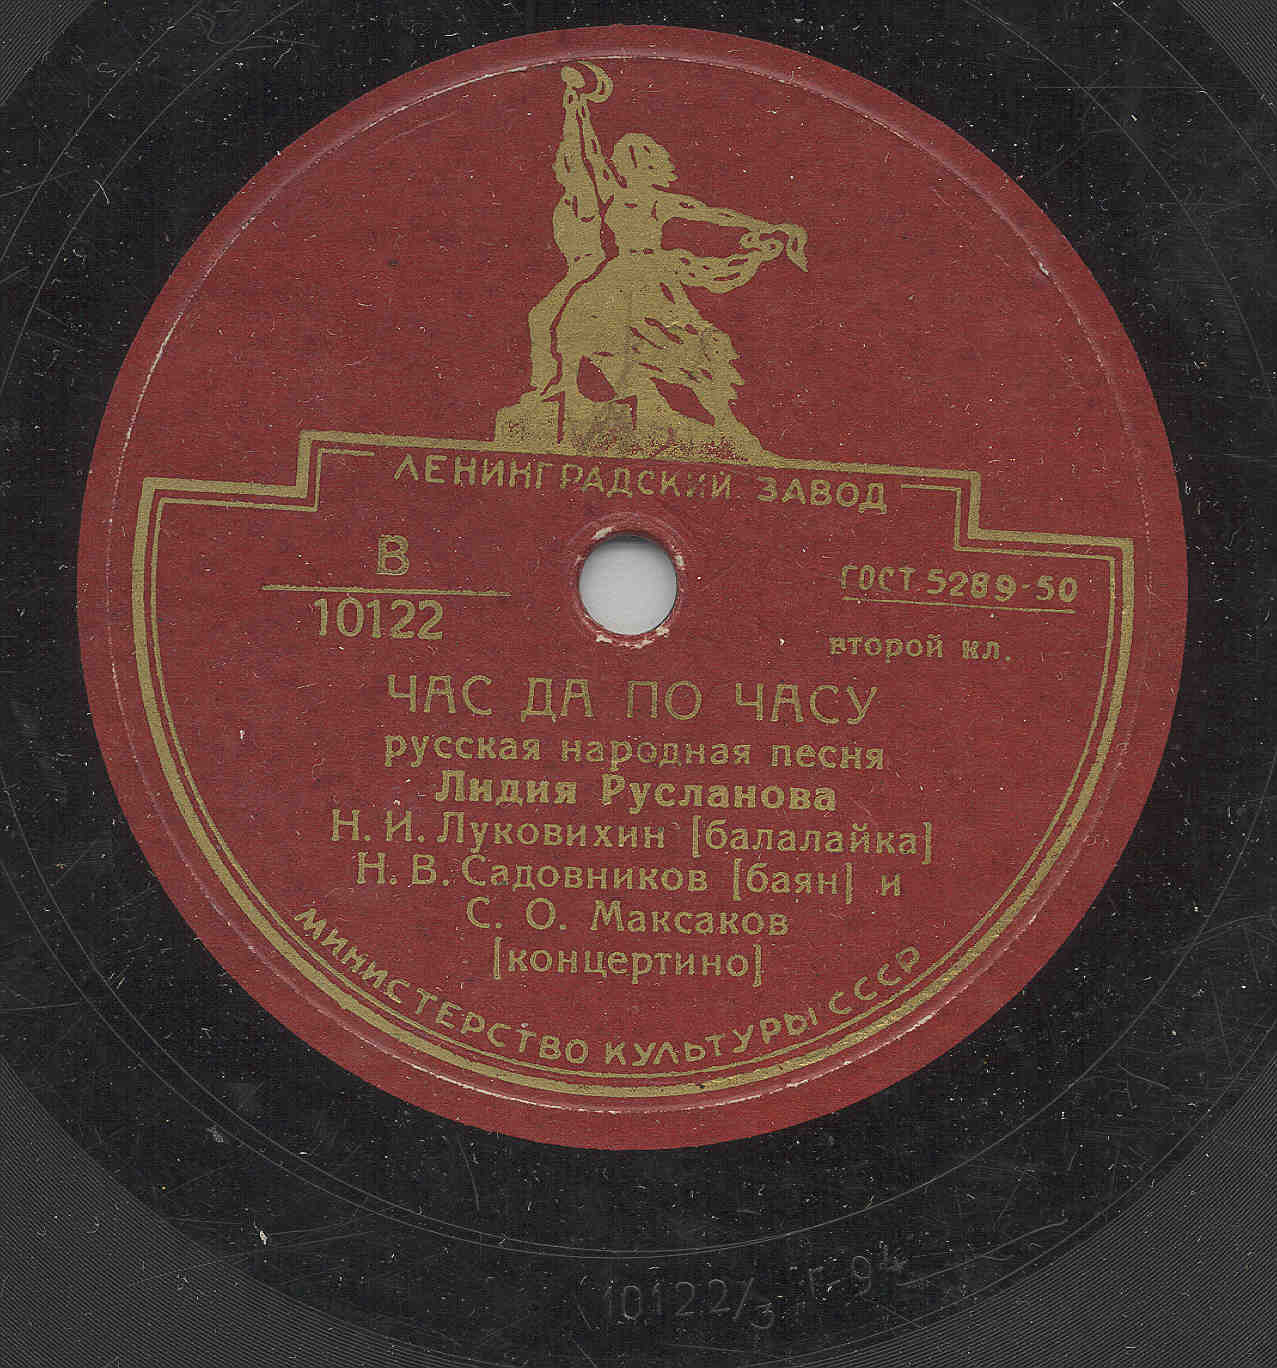 ЛЕНИНГРАДСКИЙ ЗАВОД
В
10122
ГОСТ 5289-50
второй кл.
ЧАС ДА ПО ЧАСУ
русская народная песня
Лидия Русланова
Н. И. Луковихин [балалайка]
Н. В. Садовников [баян] и
С. О. Максаков
[концертино]
МИНИСТЕРСТВО КУЛЬТУРЫ СССР
10122/3 Г-94